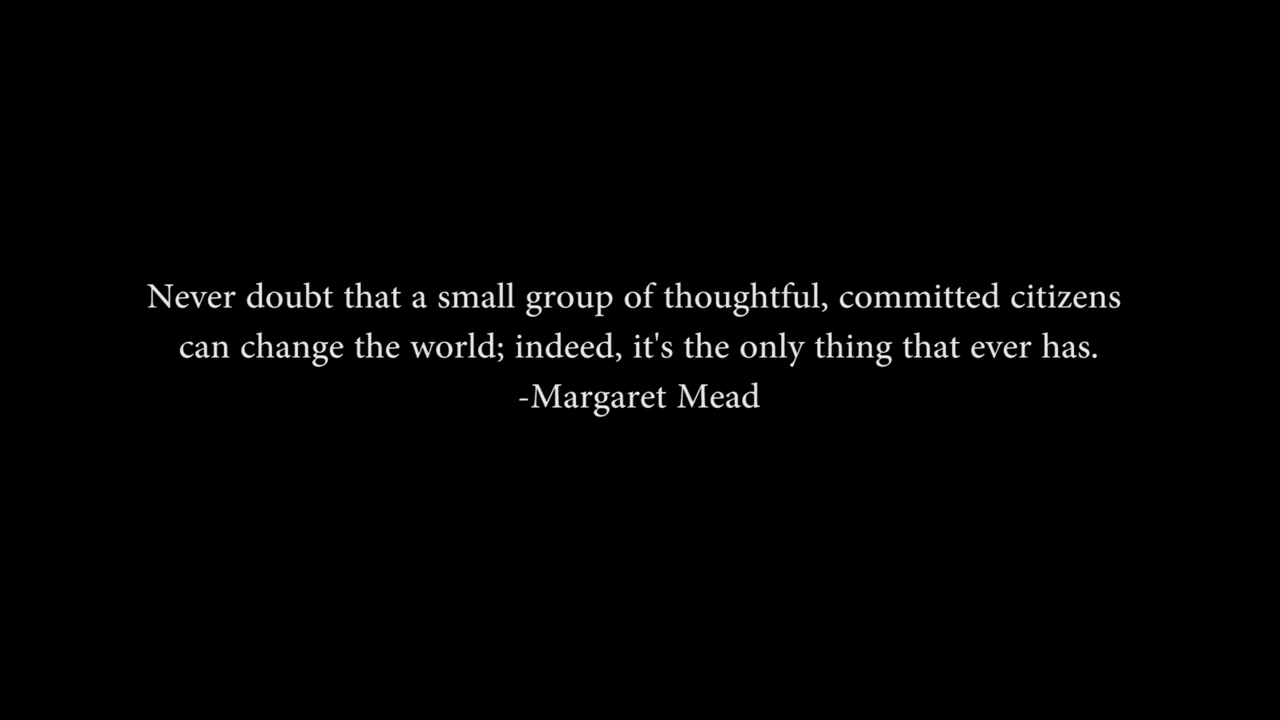 Never doubt that a small group of thoughtful, committed citizens
can change the world; indeed, it's the only thing that ever has.
-Margaret Mead